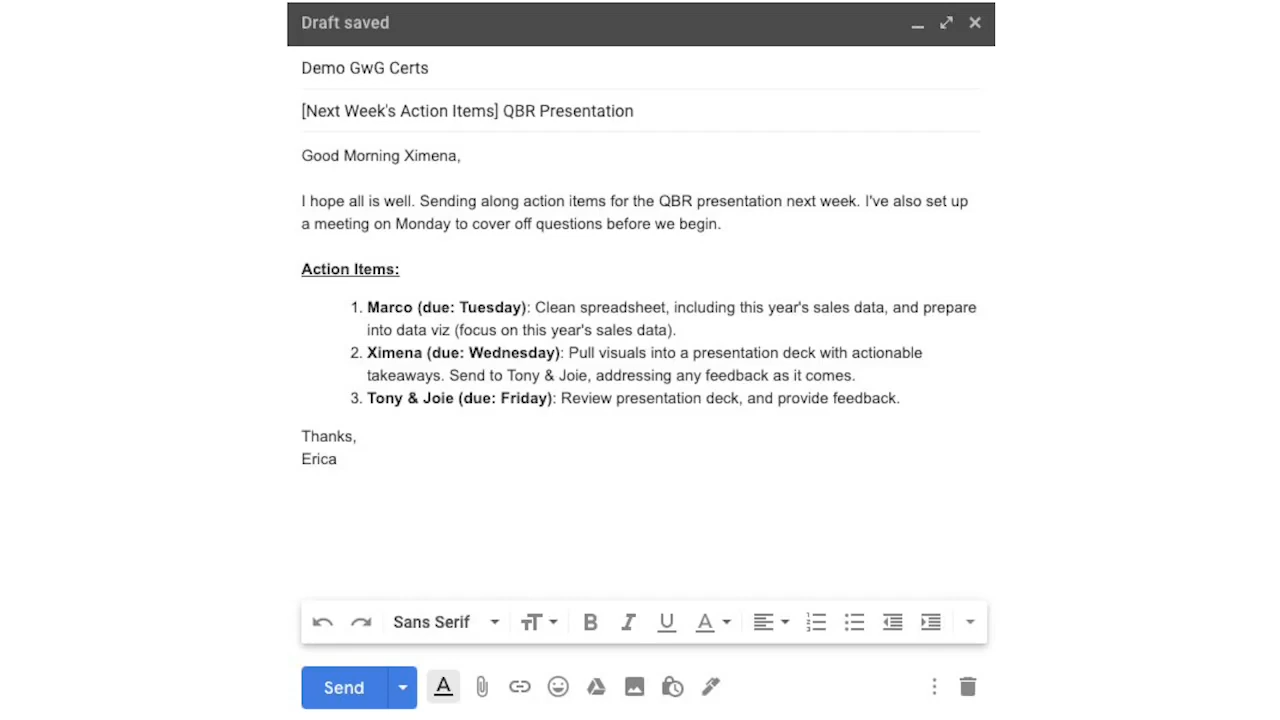 Draft saved
Demo GwG Certs
[Next Week's Action Items] QBR Presentation
Good Morning Ximena,
I hope all is well. Sending along action items for the QBR presentation next week. I've also set up
a meeting on Monday to cover off questions before we begin.
Action Items:
1. Marco (due: Tuesday): Clean spreadsheet, including this year's sales data, and prepare
into data viz (focus on this year's sales data).
2. Ximena (due: Wednesday): Pull visuals into a presentation deck with actionable
takeaways. Send to Tony & Joie, addressing any feedback as it comes.
3. Tony & Joie (due: Friday): Review presentation deck, and provide feedback.
Thanks,
Erica
Sans Serif
Send